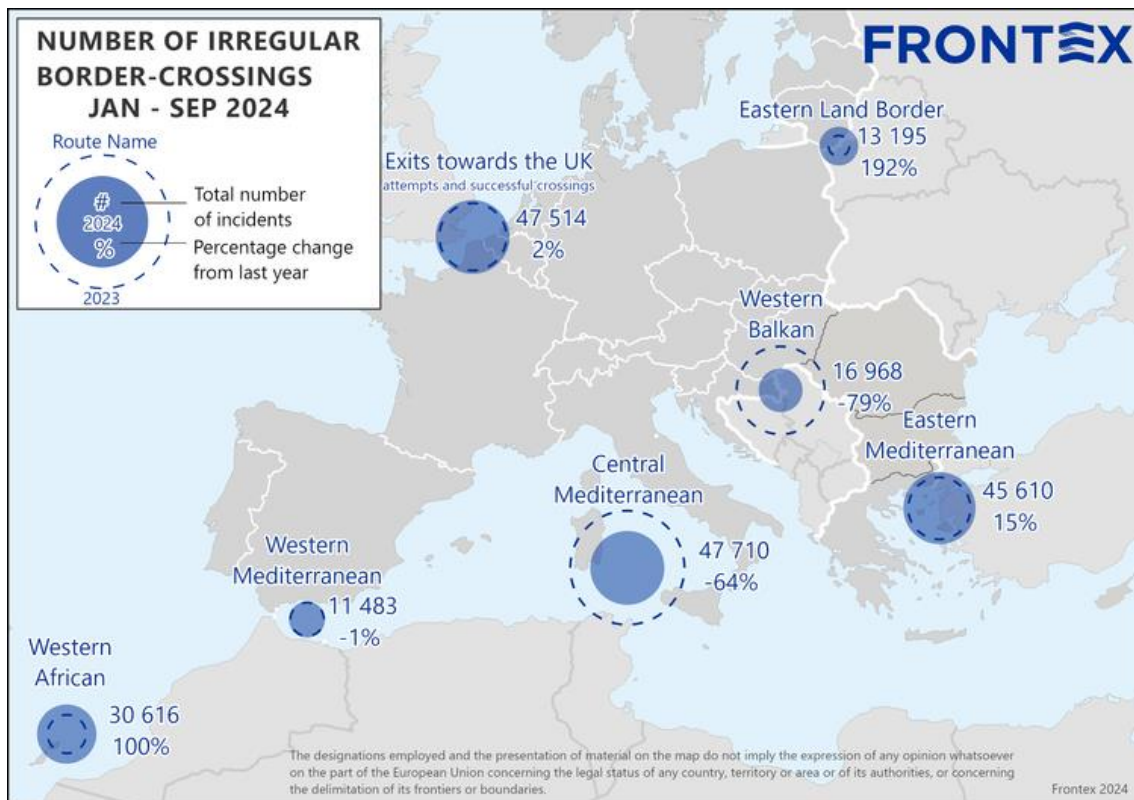 NUMBER OF IRREGULAR
BORDER-CROSSINGS
JAN - SEP 2024
Route Name
#
2024
%
2023
Total number
of incidents
Percentage change
from last year
FRONTEX
Eastern Land Border
13 195
192%
Exits towards the UK
attempts and successful crossings
47 514
2%
Western
Balkan
16 968
-79%
Eastern
Mediterranean
45 610
15%
Central
Mediterranean
47 710
-64%
Western
Mediterranean
11 483
-1%
Western
African
30 616
100%
The designations employed and the presentation of material on the map do not imply the expression of any opinion whatsoever
on the part of the European Union concerning the legal status of any country, territory or area or of its authorities, or concerning
the delimitation of its frontiers or boundaries.
Frontex 2024